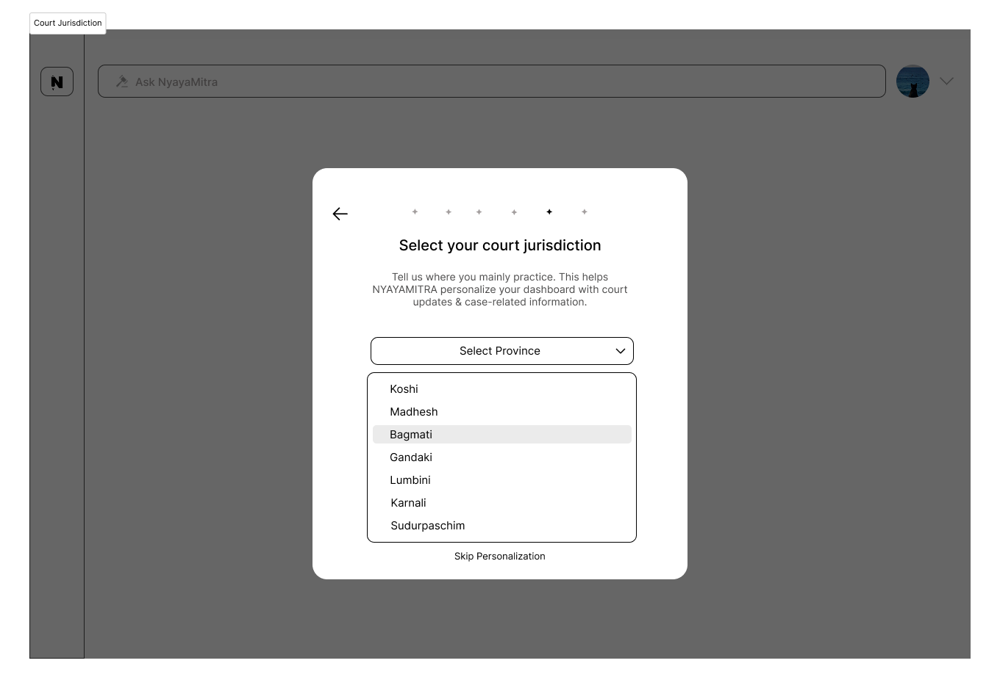 Court Jurisdiction
N
Ask NyayaMitra
Select your court jurisdiction
Tell us where you mainly practice. This helps
NYAYAMITRA personalize your dashboard with court
updates & case-related information.
Select Province
Koshi
Madhesh
Bagmati
Gandaki
Lumbini
Karnali
Sudurpaschim
Skip Personalization